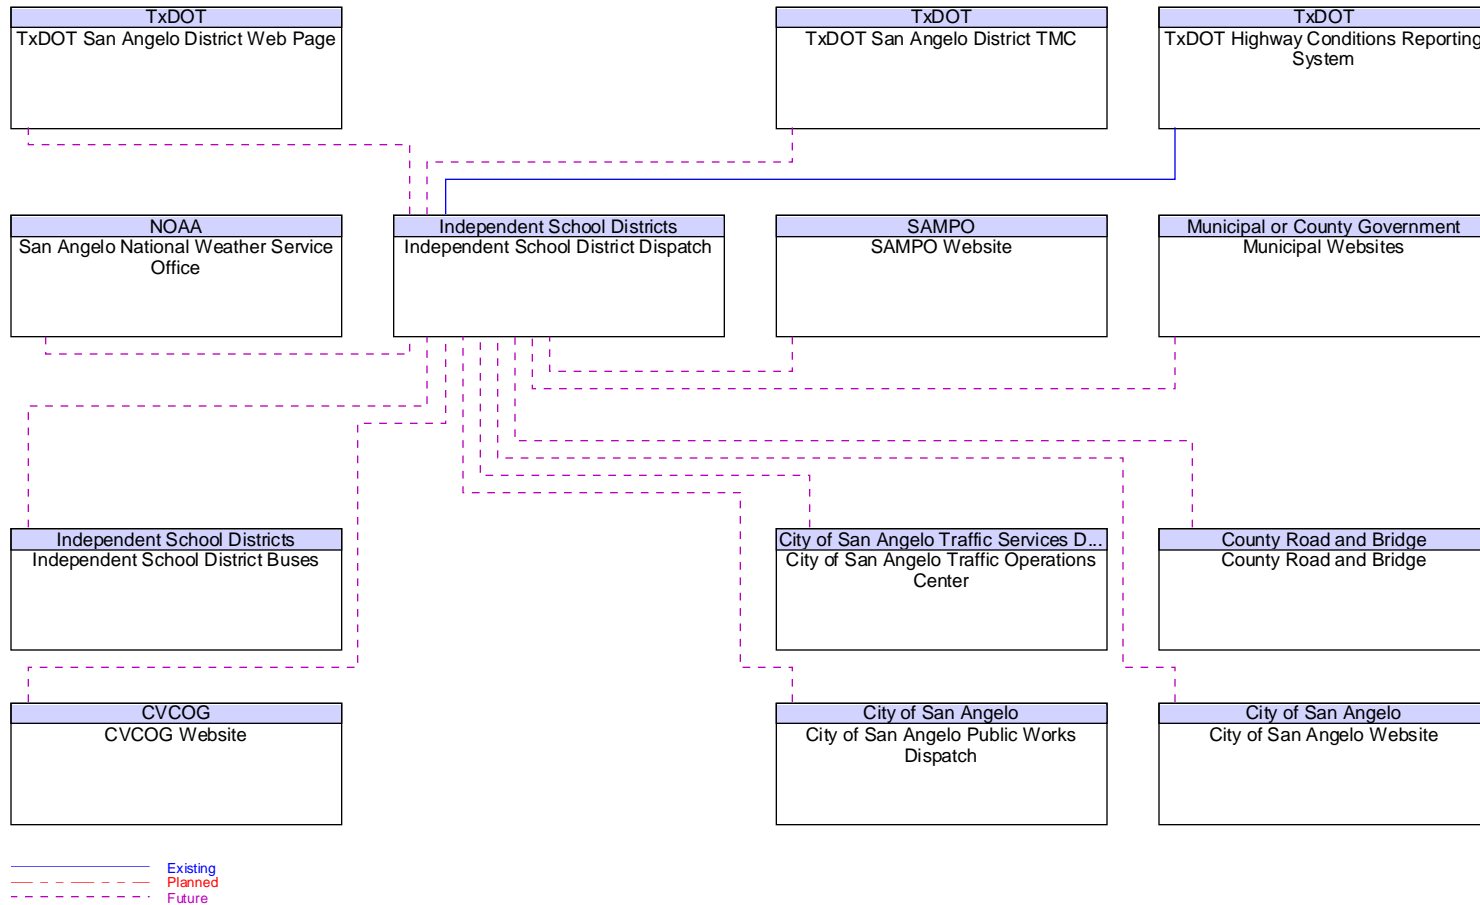 TxDOT
TxDOT San Angelo District Web Page
TxDOT
TxDOT San Angelo District TMC
TxDOT
TxDOT Highway Conditions Reporting
System
NOAA
San Angelo National Weather Service
Office
Independent School Districts
Independent School District Dispatch
SAMPO
SAMPO Website
Municipal or County Government
Municipal Websites
Independent School Districts
Independent School District Buses
City of San Angelo Traffic Services D...
City of San Angelo Traffic Operations
Center
County Road and Bridge
County Road and Bridge
CVCOG
CVCOG Website
City of San Angelo
City of San Angelo Public Works
Dispatch
City of San Angelo
City of San Angelo Website
Existing
Planned
Future